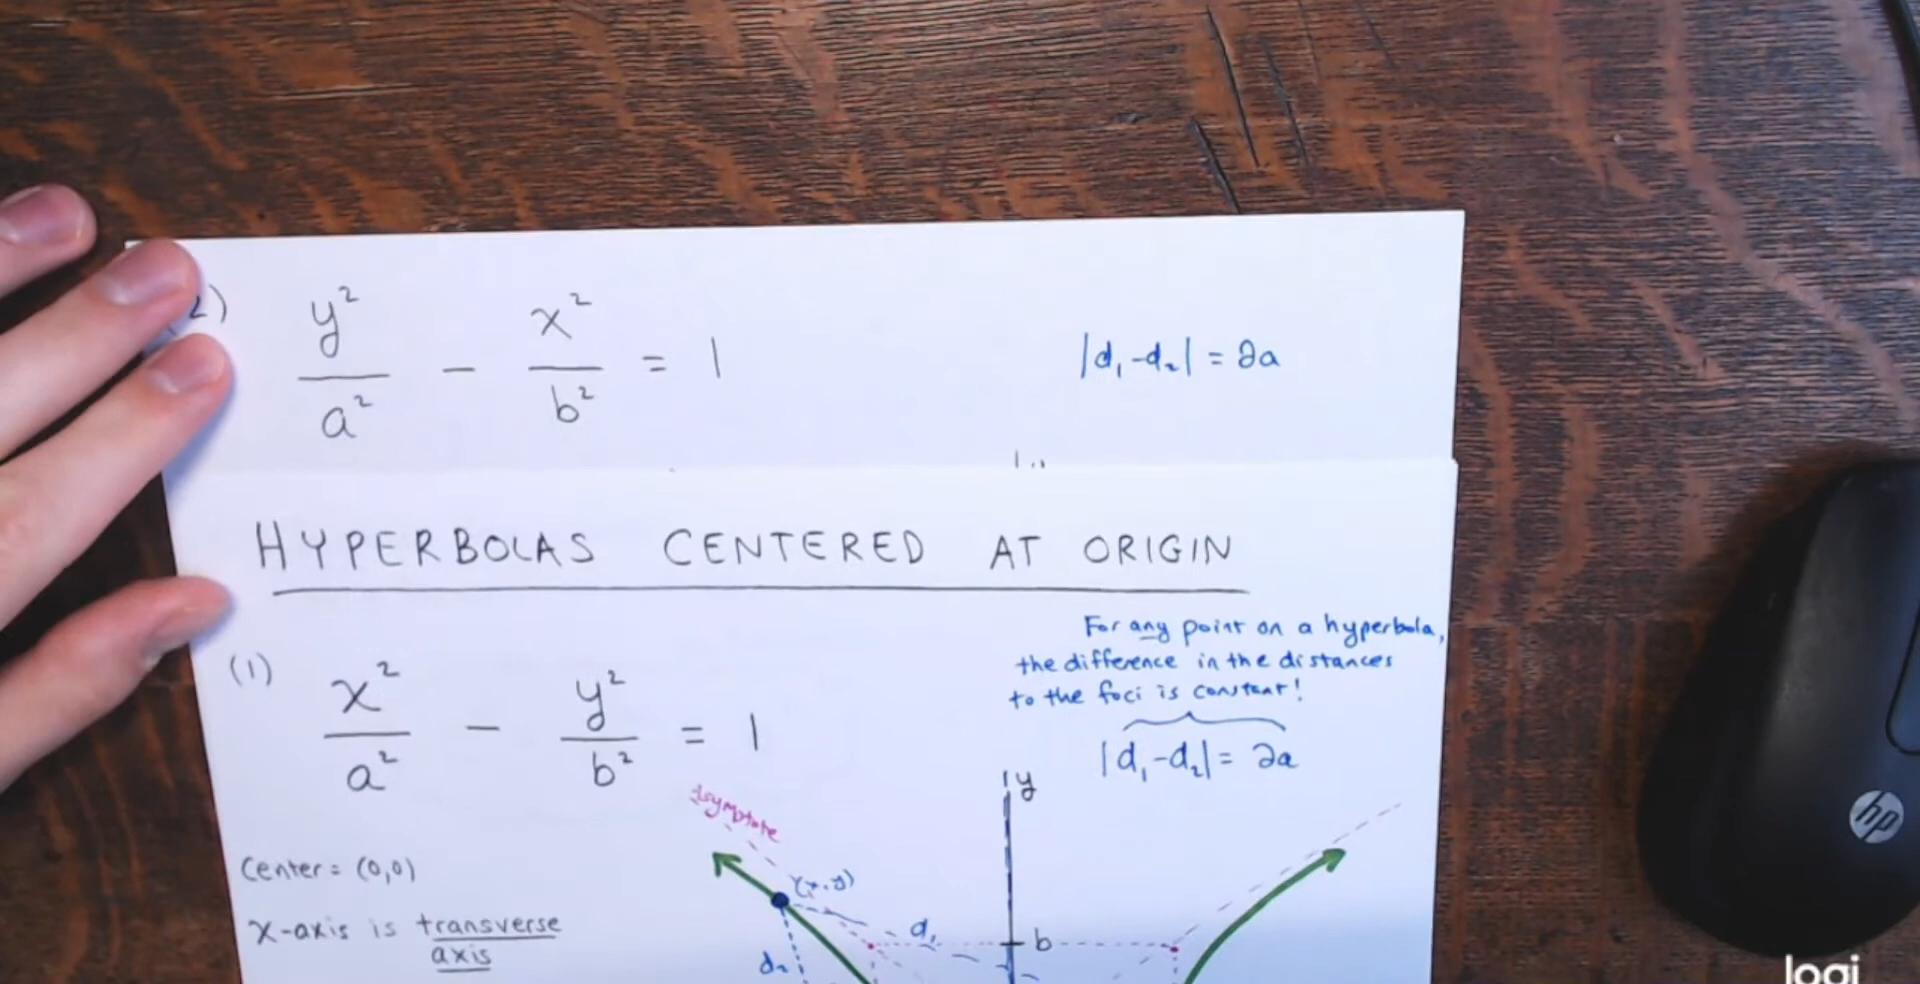 2)
y²/a² - x²/b² = 1
|d₁-d₂| = 2a
HYPERBOLAS CENTERED AT ORIGIN
For any point on a hyperbola,
the difference in the distances
to the foci is constant!
|d₁-d₂| = 2a
(1)
x²/a² - y²/b² = 1
y
asymptote
Center = (0,0)
(x,y)
x-axis is transverse
axis
d₁
b
d₂
hp
logi